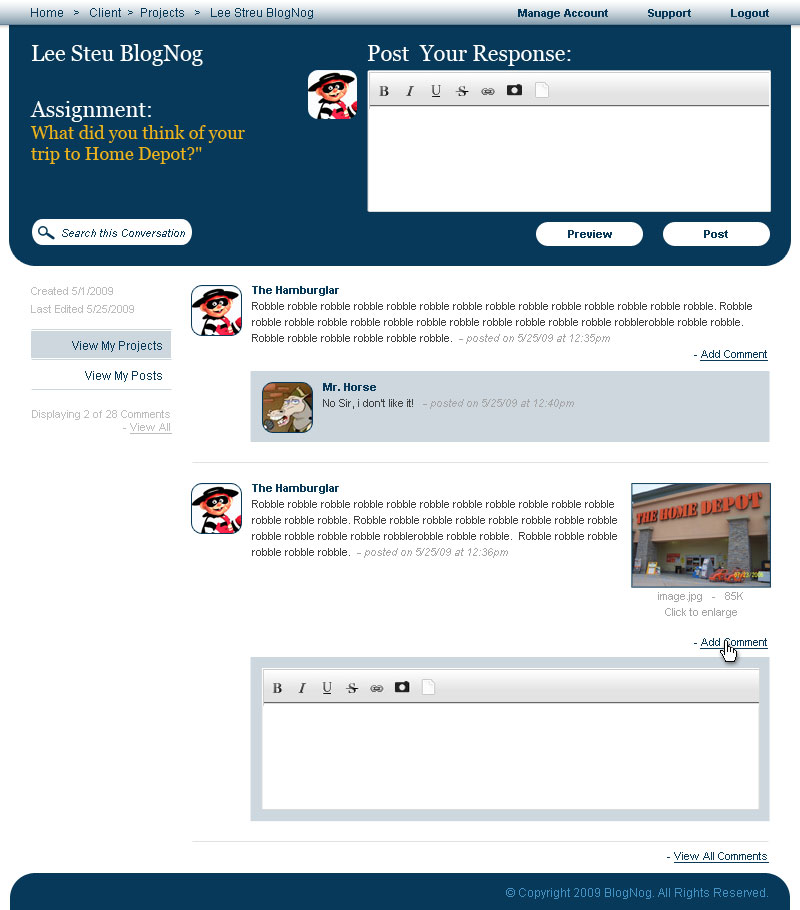 Home > Client > Projects > Lee Streu BlogNog
Manage Account Support Logout
Lee Steu BlogNog
Assignment:
What did you think of your
trip to Home Depot?"
Search this Conversation
Post Your Response:
B I U S
Preview Post
Created 5/1/2009
Last Edited 5/25/2009
View My Projects
View My Posts
Displaying 2 of 28 Comments
- View All
The Hamburglar
Robble robble robble robble robble robble robble robble robble robble robble robble robble robble. Robble
robble robble robble robble robble robble robble robble robble robble robble robblerobble robble robble.
Robble robble robble robble robble robble. - posted on 5/25/09 at 12:35pm
- Add Comment
Mr. Horse
No Sir, i don't like it! - posted on 5/25/09 at 12:40pm
The Hamburglar
Robble robble robble robble robble robble robble robble robble robble robble
robble robble robble. Robble robble robble robble robble robble robble robble
robble robble robble robble robblerobble robble robble. Robble robble robble
robble robble robble. - posted on 5/25/09 at 12:36pm
THE HOME DEPOT
image.jpg - 85K
Click to enlarge
- Add Comment
B I U S
- View All Comments
© Copyright 2009 BlogNog. All Rights Reserved.